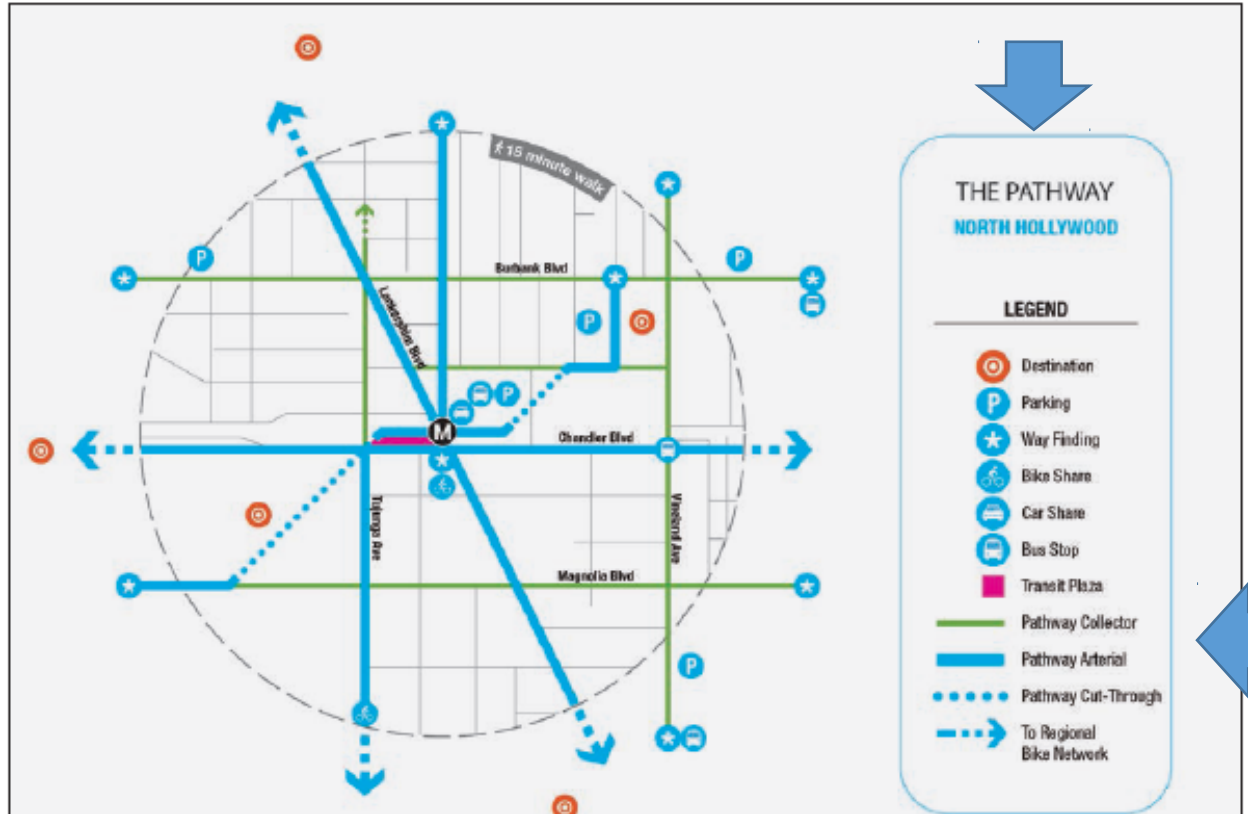 15 minute walk
Burbank Blvd
Lankershim Blvd
M
Chandler Blvd
Tujunga Ave
Vineland Ave
Magnolia Blvd
P
P
P
P
P
THE PATHWAY
NORTH HOLLYWOOD
LEGEND
Destination
P Parking
Way Finding
Bike Share
Car Share
Bus Stop
Transit Plaza
Pathway Collector
Pathway Arterial
Pathway Cut-Through
To Regional
Bike Network